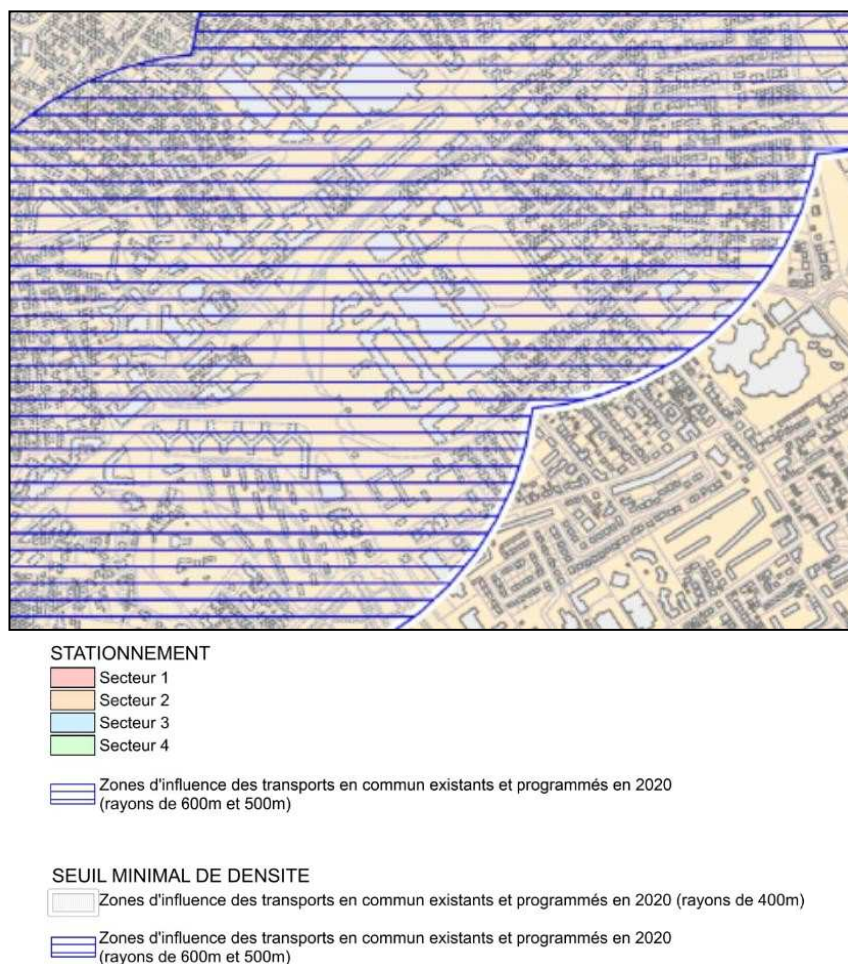 STATIONNEMENT
Secteur 1
Secteur 2
Secteur 3
Secteur 4
Zones d'influence des transports en commun existants et programmés en 2020
(rayons de 600m et 500m)
SEUIL MINIMAL DE DENSITE
Zones d'influence des transports en commun existants et programmés en 2020 (rayons de 400m)
Zones d'influence des transports en commun existants et programmés en 2020
(rayons de 600m et 500m)